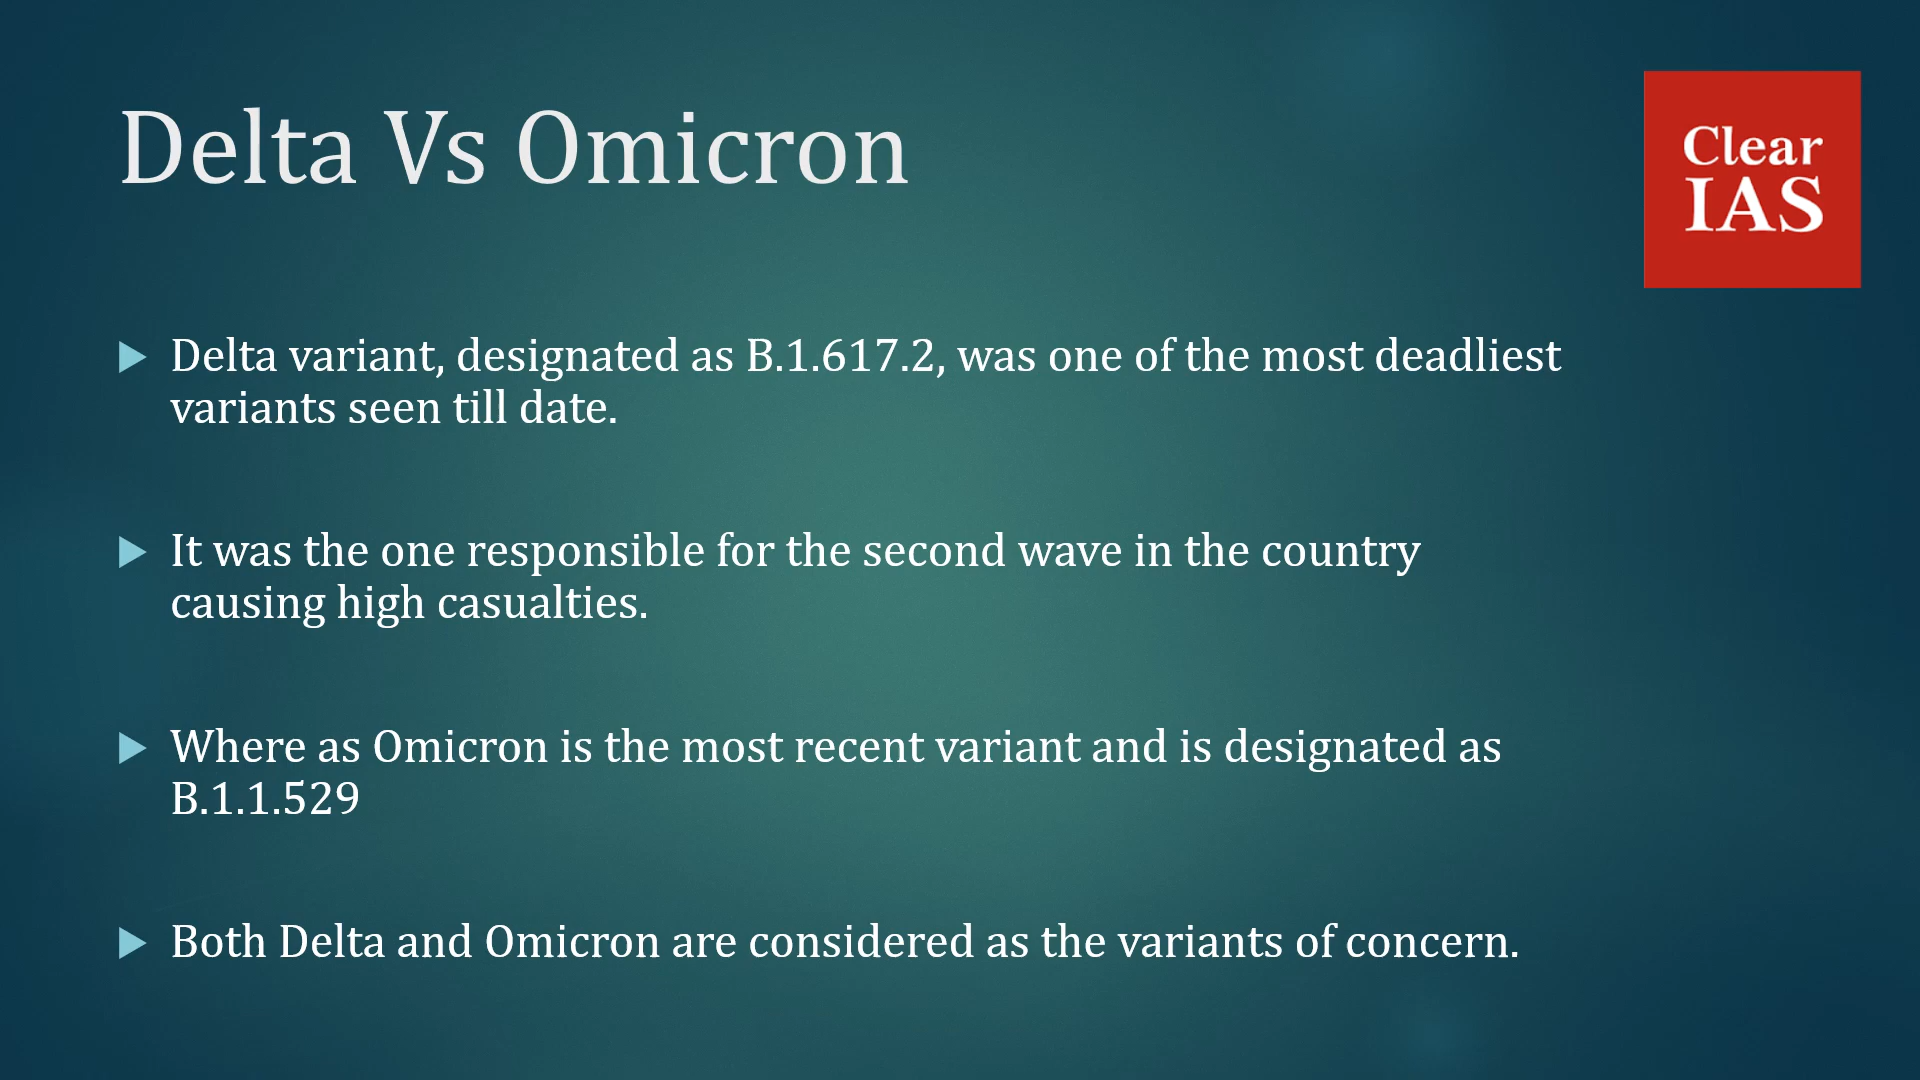 Delta Vs Omicron
Clear
IAS
Delta variant, designated as B.1.617.2, was one of the most deadliest
variants seen till date.
It was the one responsible for the second wave in the country
causing high casualties.
Where as Omicron is the most recent variant and is designated as
B.1.1.529
Both Delta and Omicron are considered as the variants of concern.